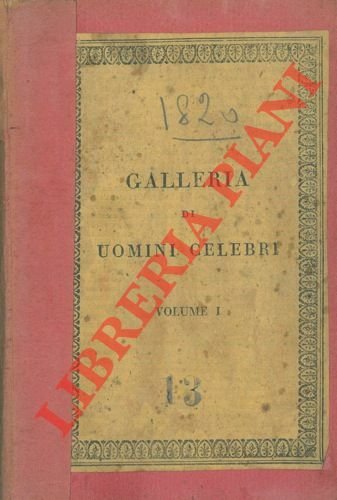 1820
GALLERIA
DI
UOMINI CELEBRI
VOLUME I
13
LIBRERIA PIANI